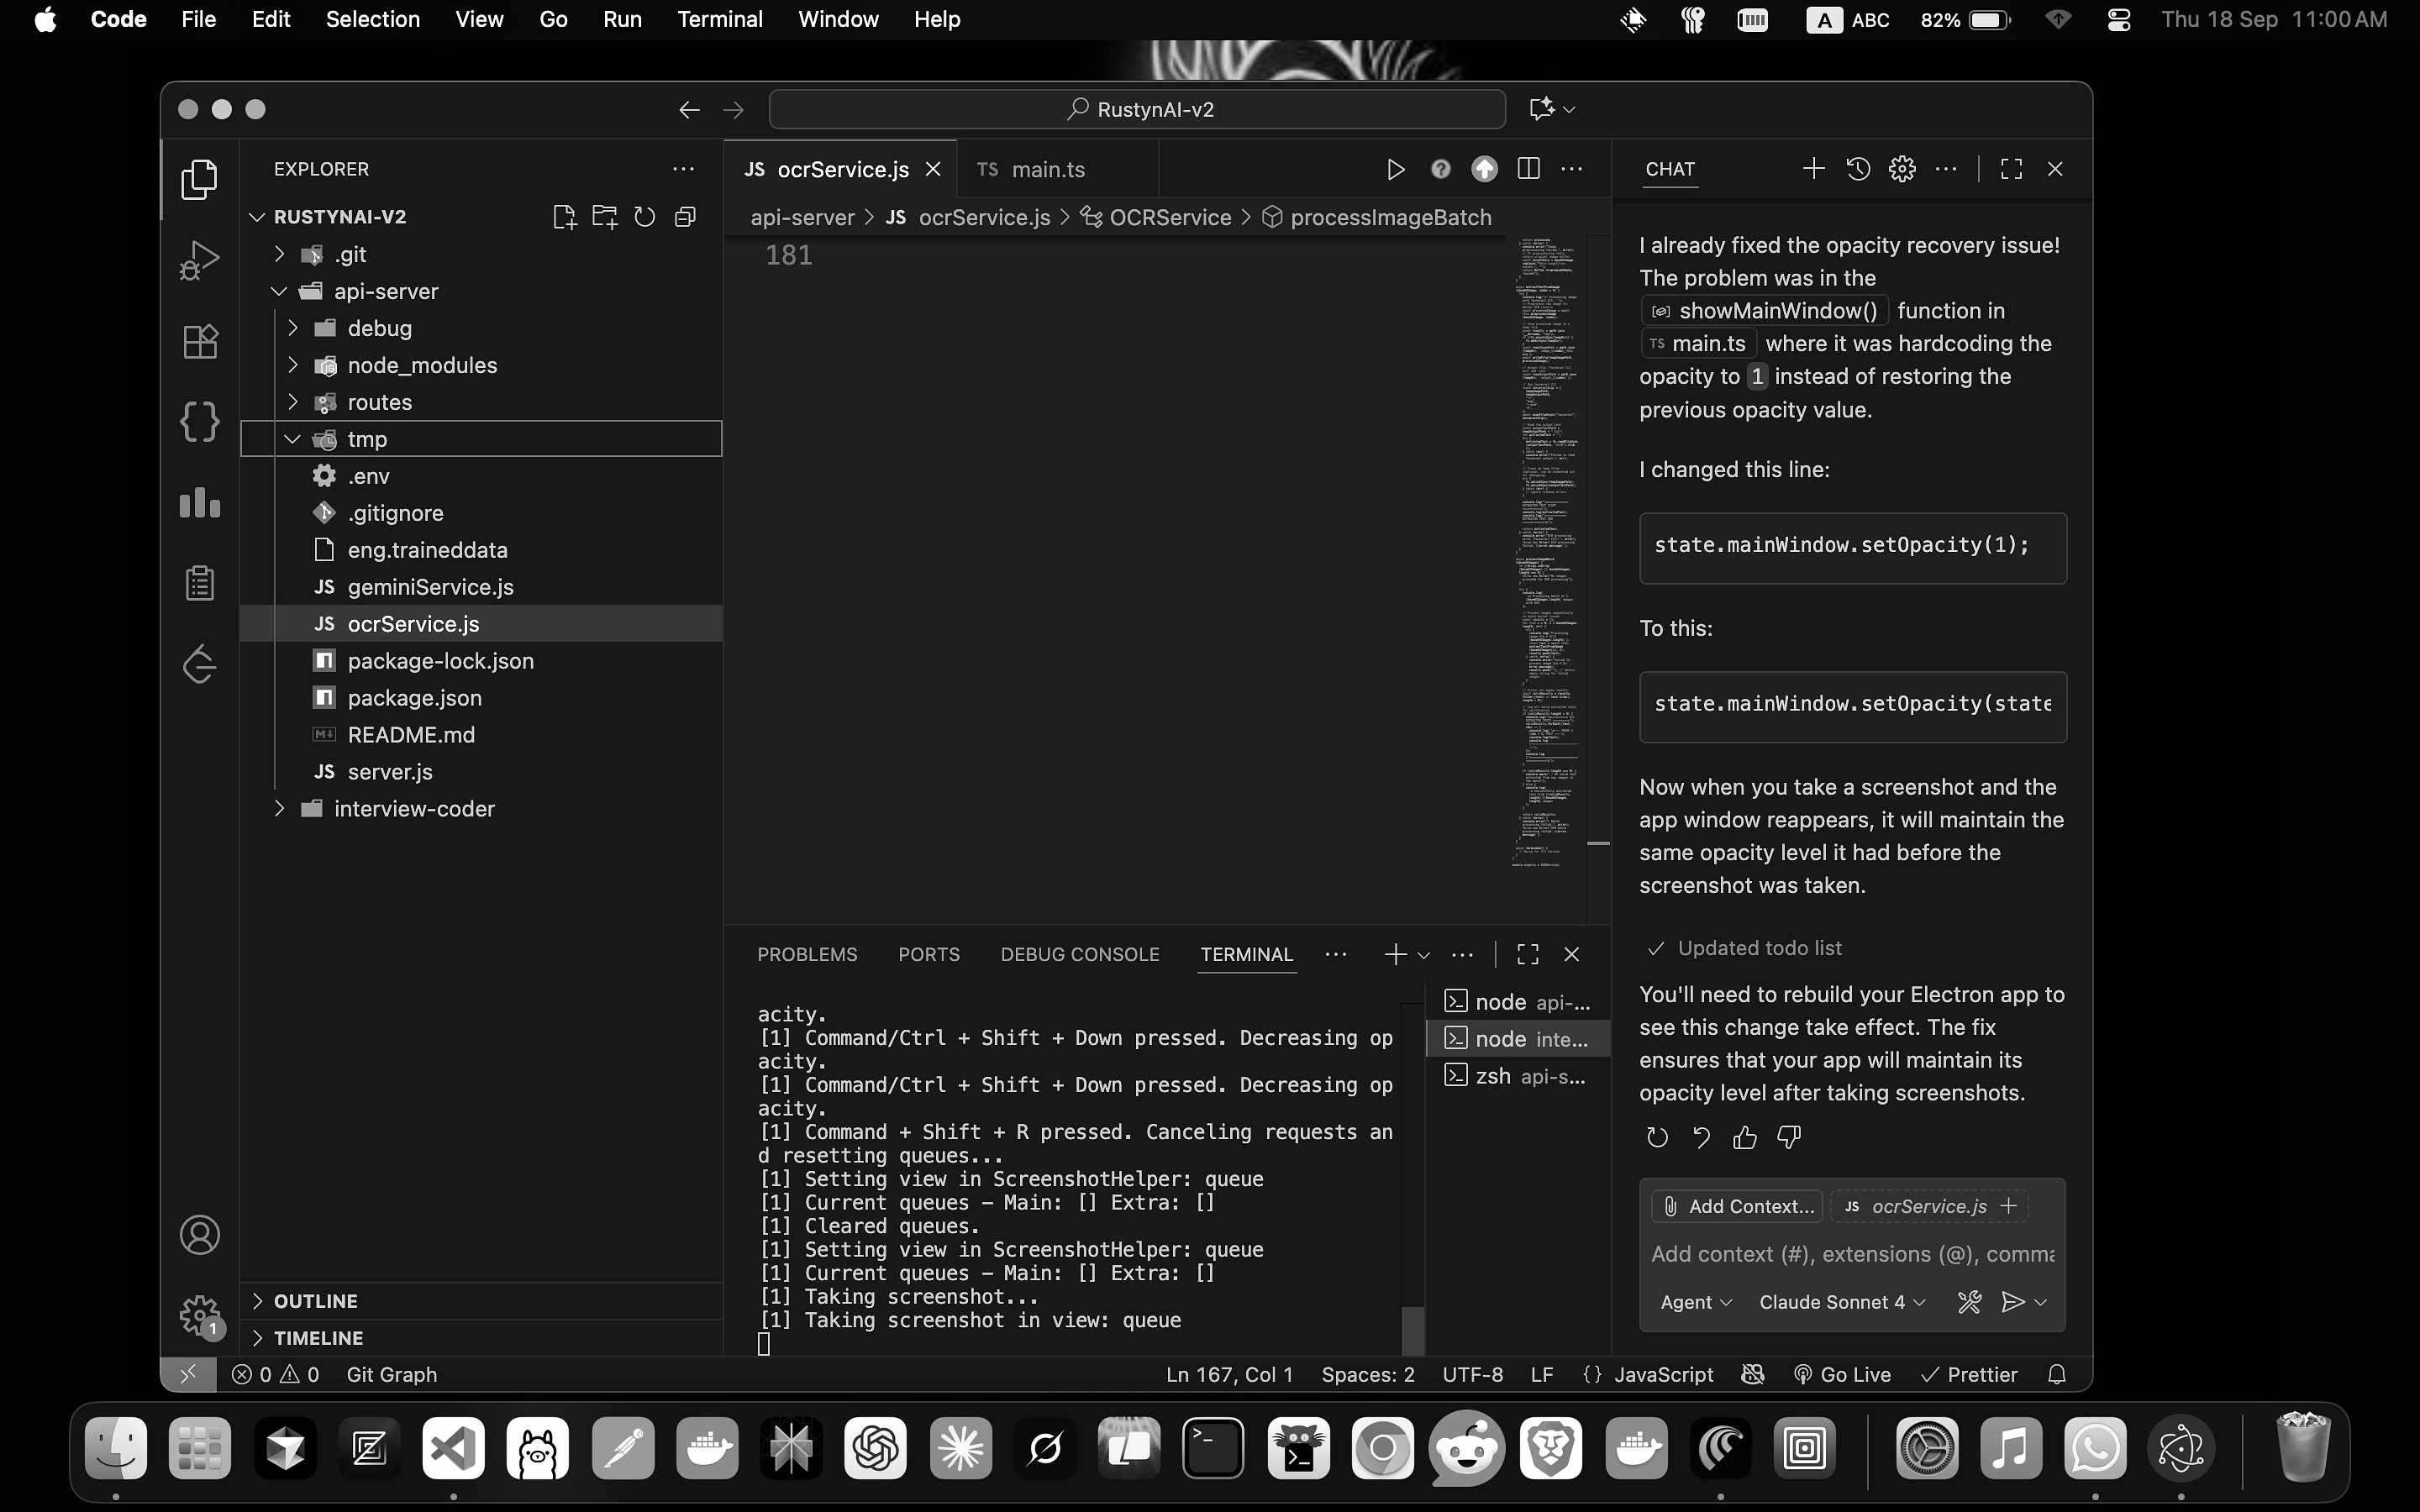 Code File Edit Selection View Go Run Terminal Window Help
A ABC 82% Thu 18 Sep 11:00 AM
RustynAI-v2
EXPLORER
RUSTYNAI-V2
.git
api-server
debug
node_modules
routes
tmp
.env
.gitignore
eng.traineddata
JS geminiService.js
JS ocrService.js
package-lock.json
package.json
README.md
JS server.js
interview-coder
OUTLINE
TIMELINE
JS ocrService.js
TS main.ts
api-server > JS ocrService.js > OCRService > processImageBatch
181
PROBLEMS PORTS DEBUG CONSOLE TERMINAL
acity.
[1] Command/Ctrl + Shift + Down pressed. Decreasing op
acity.
[1] Command/Ctrl + Shift + Down pressed. Decreasing op
acity.
[1] Command + Shift + R pressed. Canceling requests an
d resetting queues...
[1] Setting view in ScreenshotHelper: queue
[1] Current queues – Main: [] Extra: []
[1] Cleared queues.
[1] Setting view in ScreenshotHelper: queue
[1] Current queues – Main: [] Extra: []
[1] Taking screenshot...
[1] Taking screenshot in view: queue
node api-...
node inte...
zsh api-s...
CHAT
I already fixed the opacity recovery issue!
The problem was in the
showMainWindow() function in
TS main.ts where it was hardcoding the
opacity to 1 instead of restoring the
previous opacity value.
I changed this line:
state.mainWindow.setOpacity(1);
To this:
state.mainWindow.setOpacity(state
Now when you take a screenshot and the
app window reappears, it will maintain the
same opacity level it had before the
screenshot was taken.
Updated todo list
You'll need to rebuild your Electron app to
see this change take effect. The fix
ensures that your app will maintain its
opacity level after taking screenshots.
Add Context... JS ocrService.js +
Add context (#), extensions (@), comma
Agent Claude Sonnet 4
1
0 0 Git Graph
Ln 167, Col 1 Spaces: 2 UTF-8 LF {} JavaScript Go Live Prettier